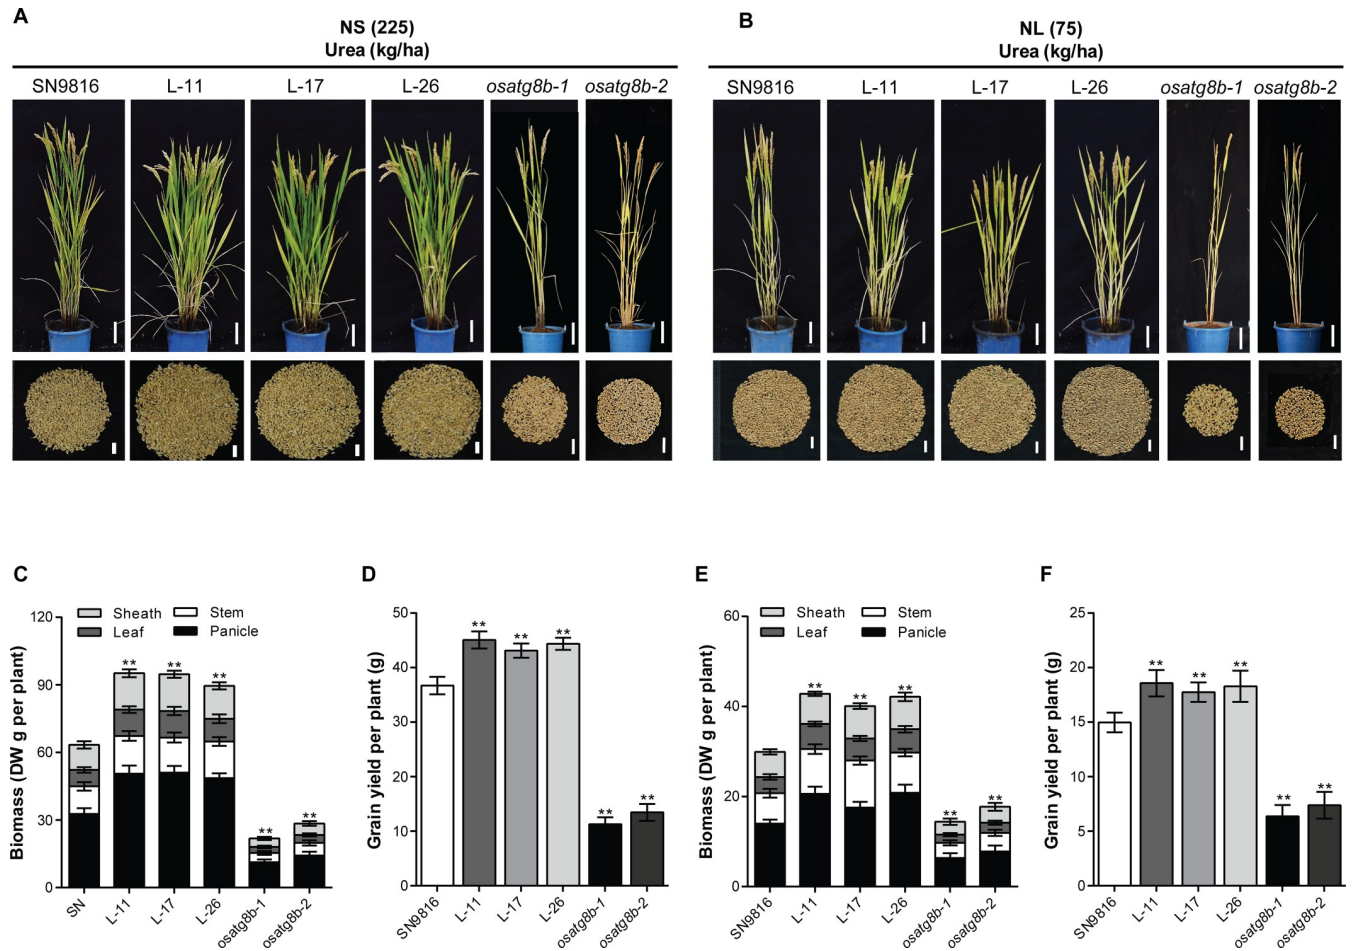 A
NS (225)
Urea (kg/ha)
SN9816 L-11 L-17 L-26 osatg8b-1 osatg8b-2
B
NL (75)
Urea (kg/ha)
SN9816 L-11 L-17 L-26 osatg8b-1 osatg8b-2
C
Sheath Stem
Leaf Panicle
Biomass (DW g per plant)
120
90
60
30
0
** ** ** ** **
SN L-11 L-17 L-26 osatg8b-1 osatg8b-2
D
Grain yield per plant (g)
50
40
30
20
10
0
** ** ** ** **
SN9816 L-11 L-17 L-26 osatg8b-1 osatg8b-2
E
Sheath Stem
Leaf Panicle
Biomass (DW g per plant)
60
40
20
0
** ** ** ** **
SN9816 L-11 L-17 L-26 osatg8b-1 osatg8b-2
F
Grain yield per plant (g)
25
20
15
10
5
0
** ** ** ** **
SN9816 L-11 L-17 L-26 osatg8b-1 osatg8b-2